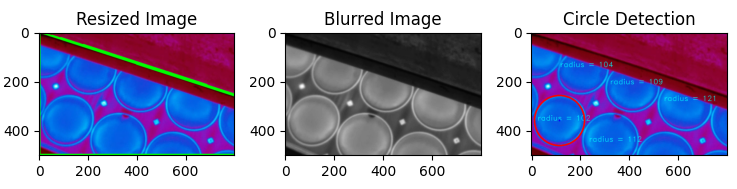 Resized Image
Blurred Image
Circle Detection
0
200
400
0 200 400 600
0
200
400
0 200 400 600
0
200
400
0 200 400 600
radius = 104
radius = 109
radius = 121
radius = 102
radius = 112